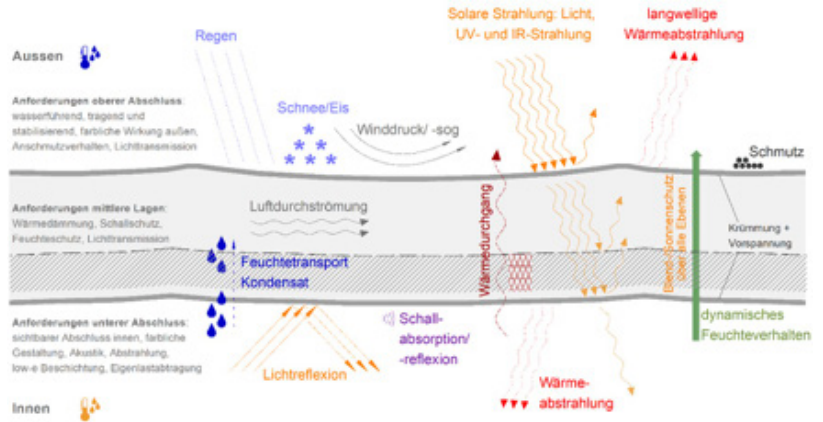 Regen
Solare Strahlung: Licht,
UV- und IR-Strahlung
langwellige
Wärmeabstrahlung
Aussen
Anforderungen oberer Abschluss:
wasserführend, tragend und
stabilisierend, farbliche Wirkung außen,
Anschmutzverhalten, Lichttransmission
Schnee/Eis
Winddruck/ -sog
Schmutz
Anforderungen mittlere Lagen:
Wärmedämmung, Schallschutz,
Feuchteschutz, Lichttransmission
Luftdurchströmung
Wärmedurchgang
Blend-/Sonnenschutz
über alle Ebenen
Krümmung +
Vorspannung
Feuchtetransport
Kondensat
Anforderungen unterer Abschluss:
sichtbarer Abschluss innen, farbliche
Gestaltung, Akustik, Abstrahlung,
low-e Beschichtung, Eigenlastabtragung
Lichtreflexion
Schall-
absorption/
-reflexion
Wärme-
abstrahlung
dynamisches
Feuchteverhalten
Innen